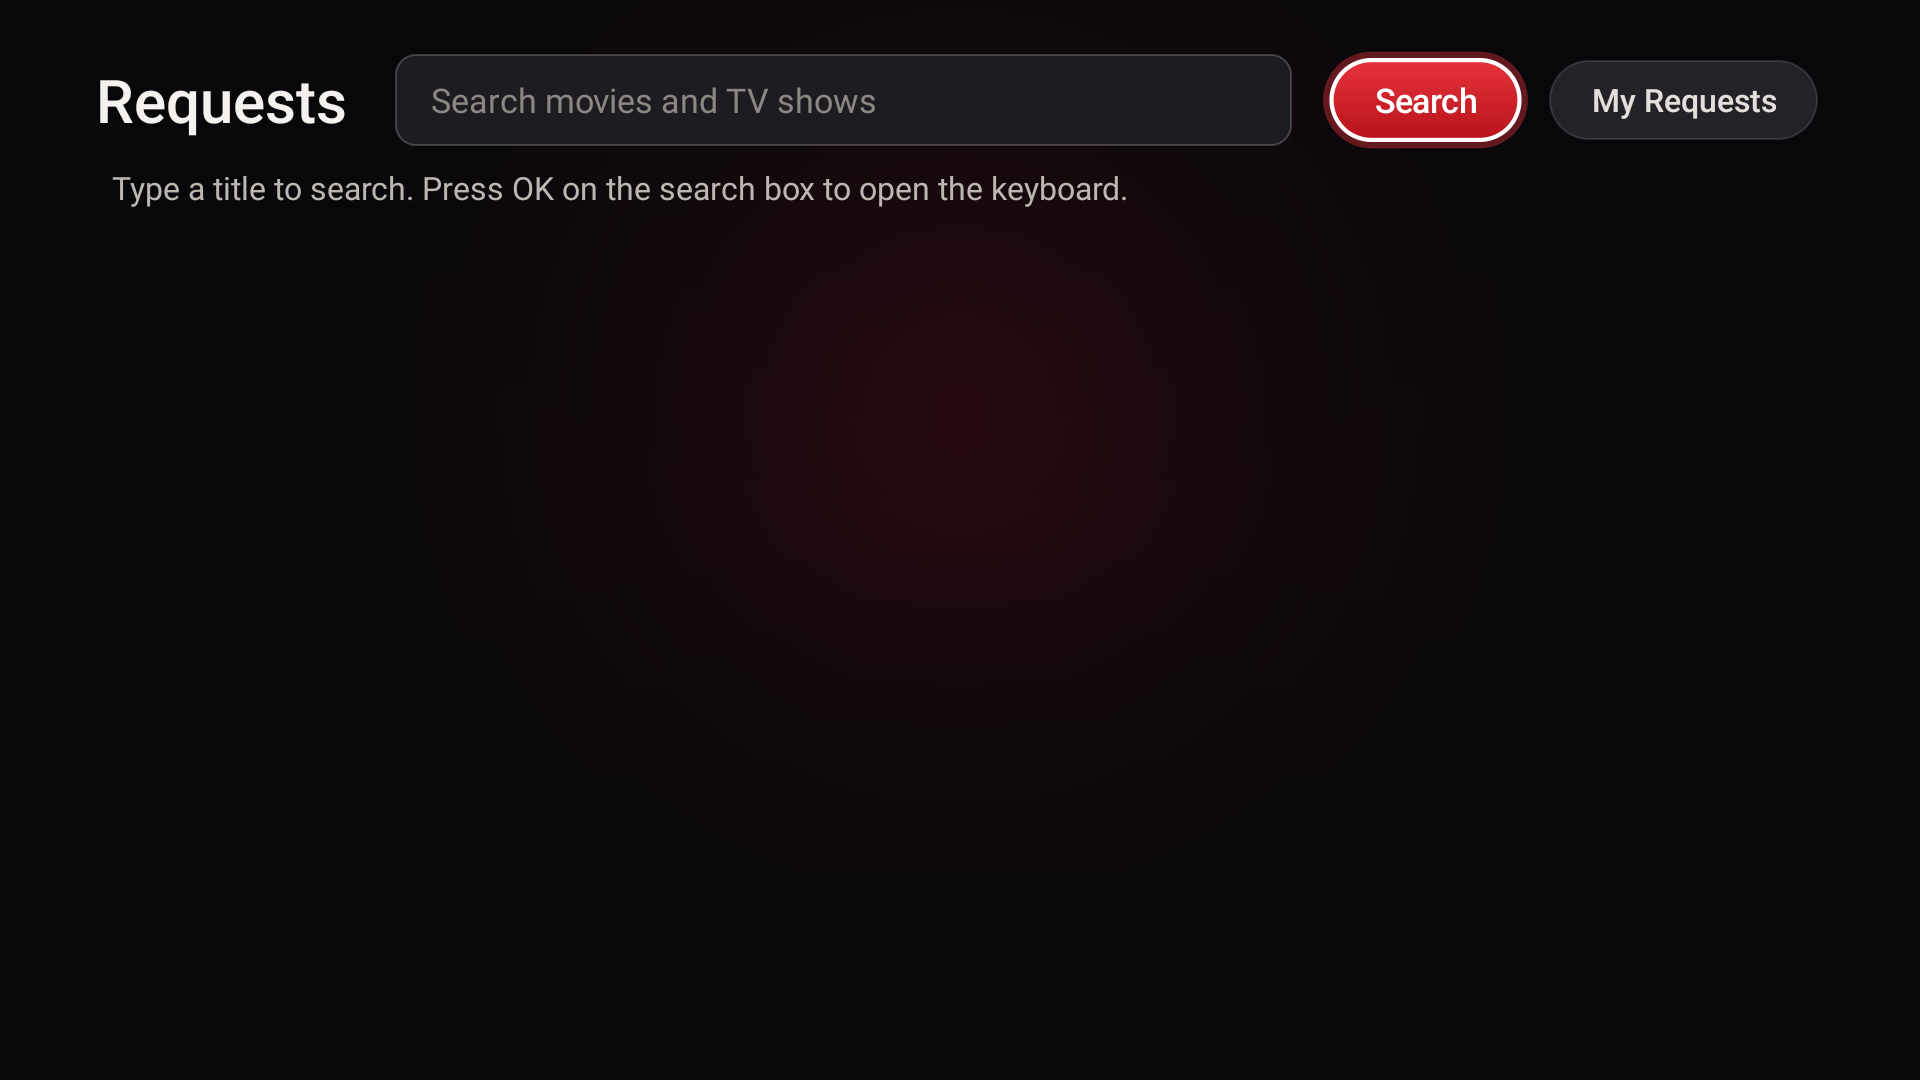 Requests
Search movies and TV shows
Search
My Requests
Type a title to search. Press OK on the search box to open the keyboard.